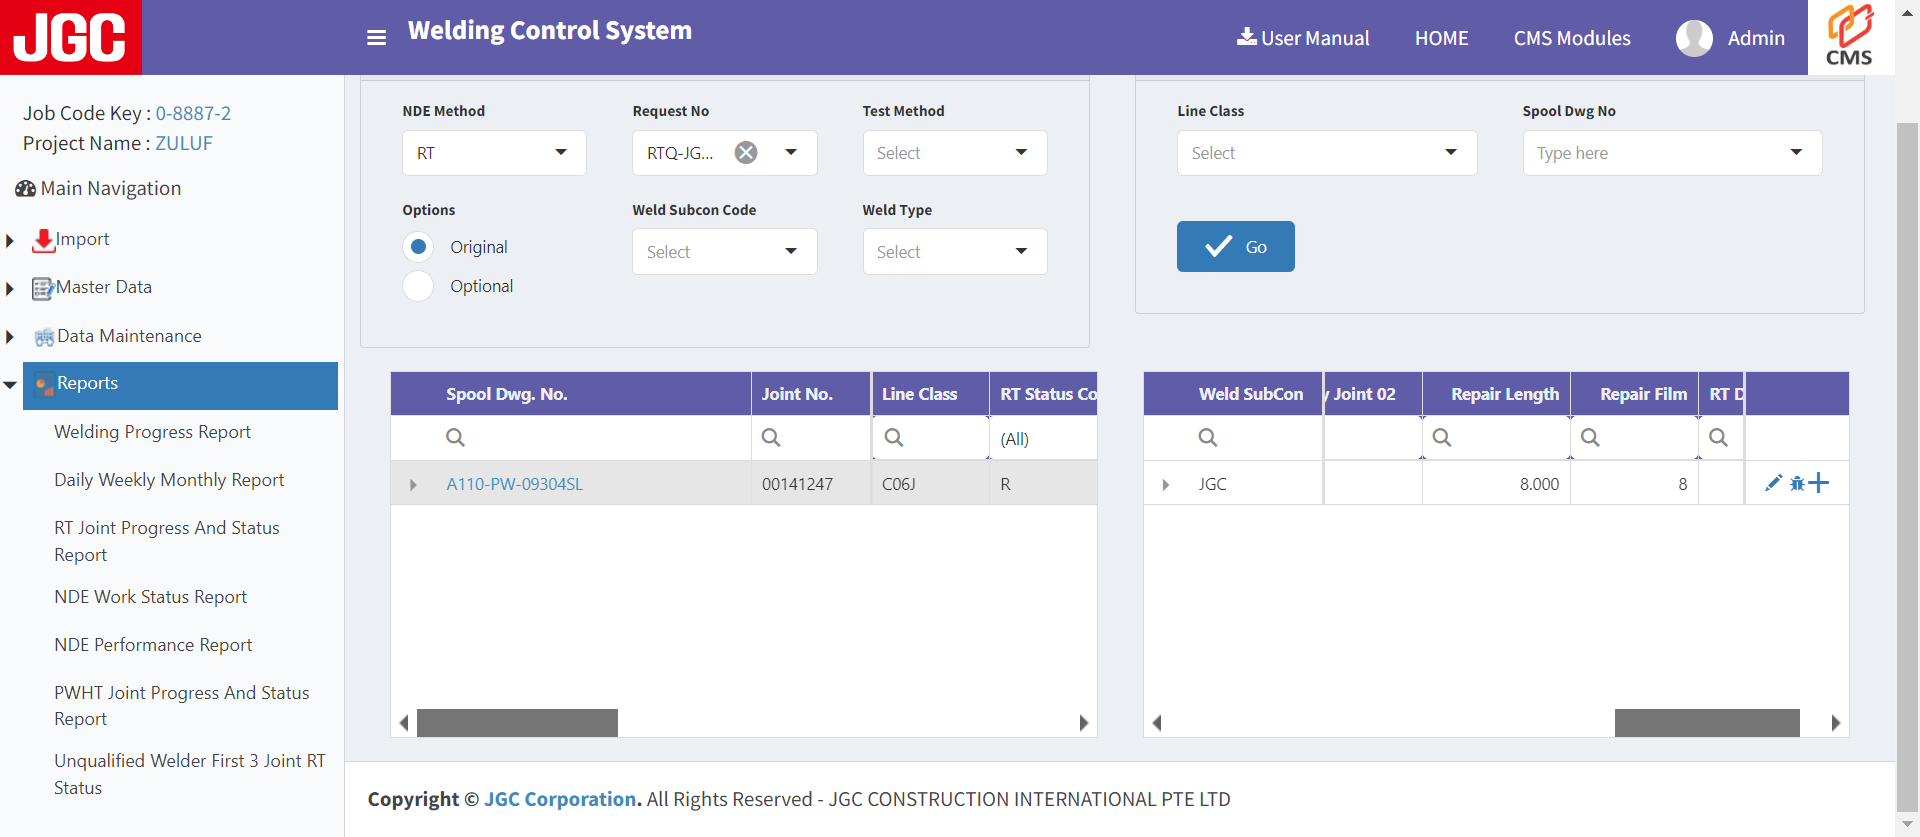 JGC
Welding Control System
User Manual
HOME
CMS Modules
Admin
CMS
Job Code Key : 0-8887-2
Project Name : ZULUF
Main Navigation
Import
Master Data
Data Maintenance
Reports
Welding Progress Report
Daily Weekly Monthly Report
RT Joint Progress And Status
Report
NDE Work Status Report
NDE Performance Report
PWHT Joint Progress And Status
Report
Unqualified Welder First 3 Joint RT
Status
NDE Method
Request No
Test Method
RT
RTQ-JG...
Select
Options
Weld Subcon Code
Weld Type
Original
Optional
Select
Select
Line Class
Spool Dwg No
Select
Type here
Go
Spool Dwg. No.
Joint No.
Line Class
RT Status Co
(All)
A110-PW-09304SL
00141247
C06J
R
Weld SubCon
y Joint 02
Repair Length
Repair Film
RT D
JGC
8.000
8
Copyright © JGC Corporation. All Rights Reserved - JGC CONSTRUCTION INTERNATIONAL PTE LTD